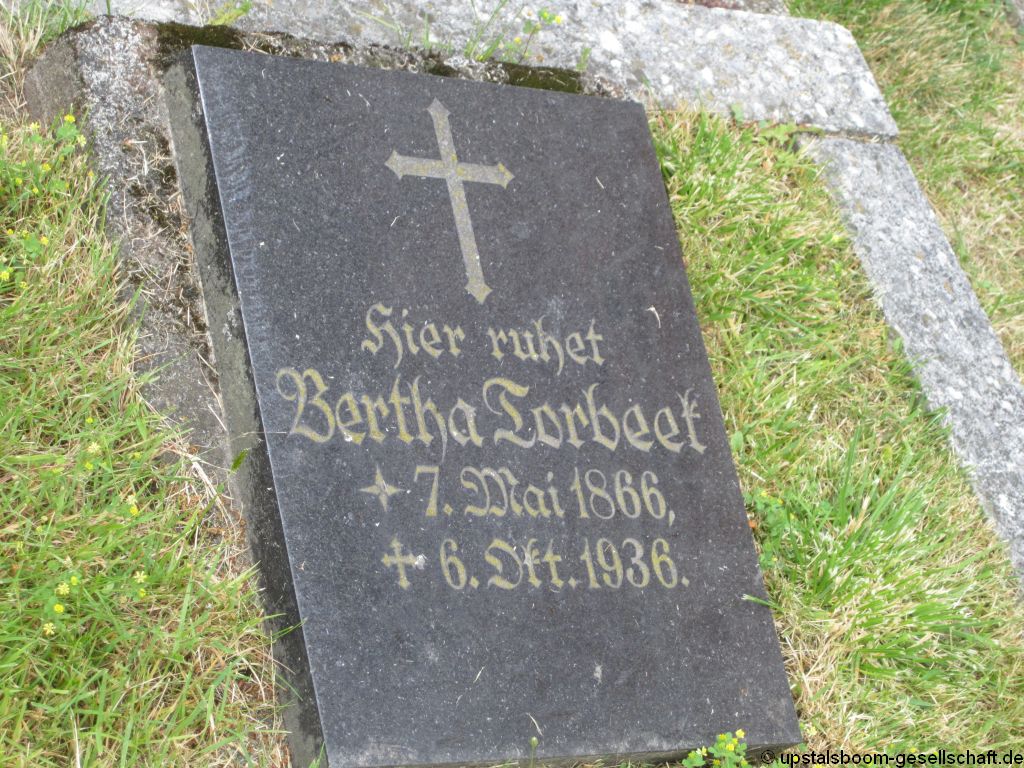 Hier ruhet
Bertha Torbeck
7. Mai 1866,
6. Okt. 1936.
© upstalsboom-gesellschaft.de